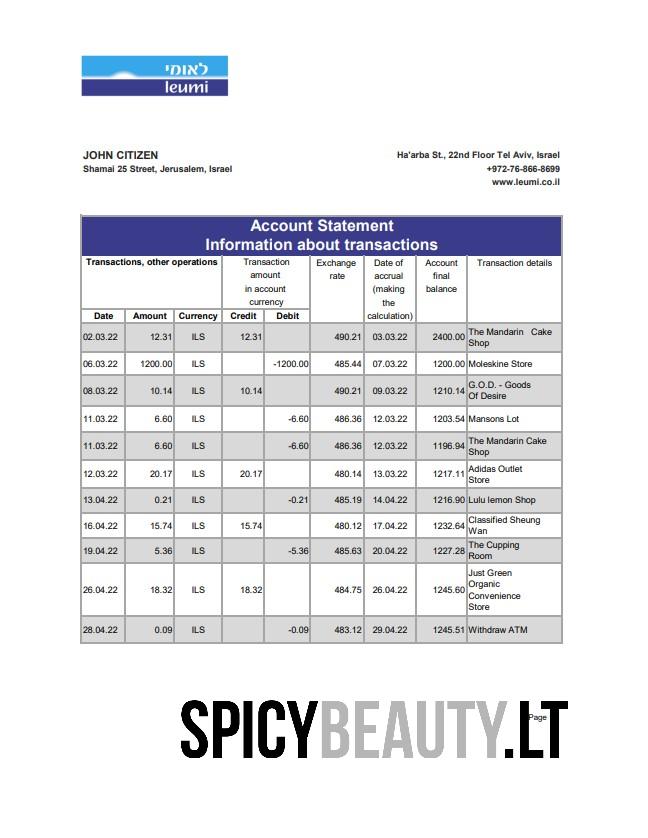 לאומי
leumi
JOHN CITIZEN
Shamai 25 Street, Jerusalem, Israel
Ha'arba St., 22nd Floor Tel Aviv, Israel
+972-76-866-8699
www.leumi.co.il
Account Statement
Information about transactions
Transactions, other operations
Transaction
amount
in account
currency
Exchange
rate
Date of
accrual
(making
the
calculation)
Account
final
balance
Transaction details
Date Amount Currency Credit Debit
02.03.22 12.31 ILS 12.31 490.21 03.03.22 2400.00 The Mandarin Cake
Shop
06.03.22 1200.00 ILS -1200.00 485.44 07.03.22 1200.00 Moleskine Store
08.03.22 10.14 ILS 10.14 490.21 09.03.22 1210.14 G.O.D. - Goods
Of Desire
11.03.22 6.60 ILS -6.60 486.36 12.03.22 1203.54 Mansons Lot
11.03.22 6.60 ILS -6.60 486.36 12.03.22 1196.94 The Mandarin Cake
Shop
12.03.22 20.17 ILS 20.17 480.14 13.03.22 1217.11 Adidas Outlet
Store
13.04.22 0.21 ILS -0.21 485.19 14.04.22 1216.90 Lulu lemon Shop
16.04.22 15.74 ILS 15.74 480.12 17.04.22 1232.64 Classified Sheung
Wan
19.04.22 5.36 ILS -5.36 485.63 20.04.22 1227.28 The Cupping
Room
26.04.22 18.32 ILS 18.32 484.75 26.04.22 1245.60 Just Green
Organic
Convenience
Store
28.04.22 0.09 ILS -0.09 483.12 29.04.22 1245.51 Withdraw ATM
Page
SPICYBEAUTY.LT